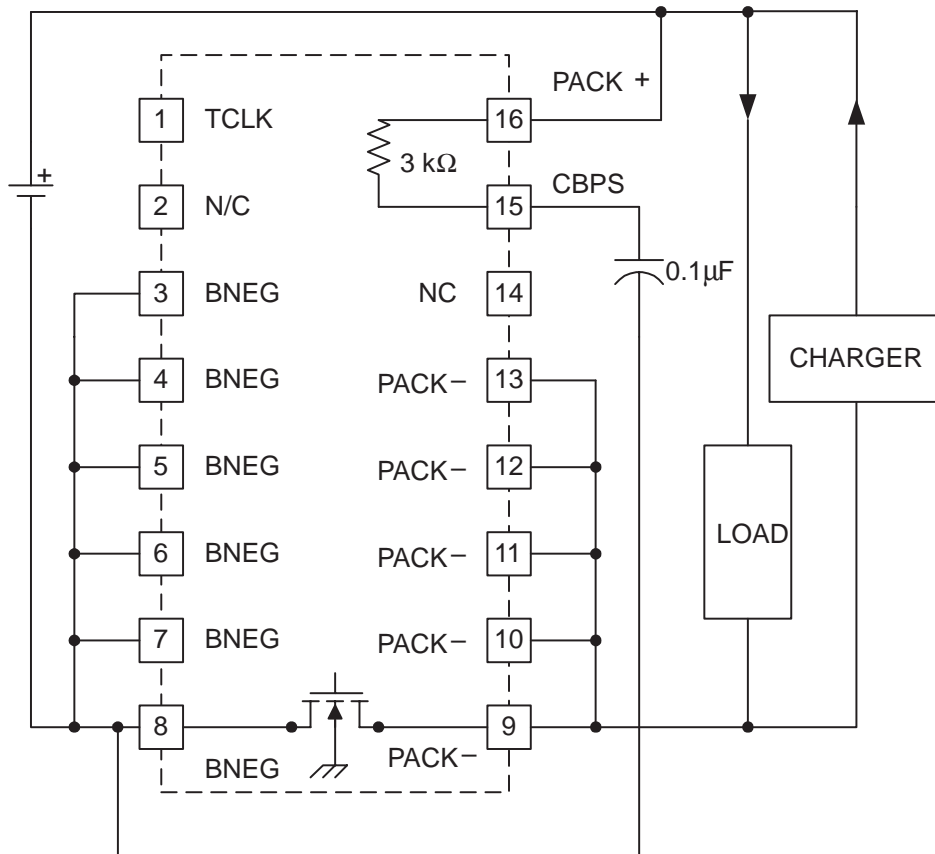 PACK +
1 TCLK
16
3 kΩ
+
CBPS
2 N/C
15
0.1µF
3 BNEG
NC 14
CHARGER
4 BNEG
PACK− 13
5 BNEG
PACK− 12
LOAD
6 BNEG
PACK− 11
7 BNEG
PACK− 10
8
9
BNEG
PACK−